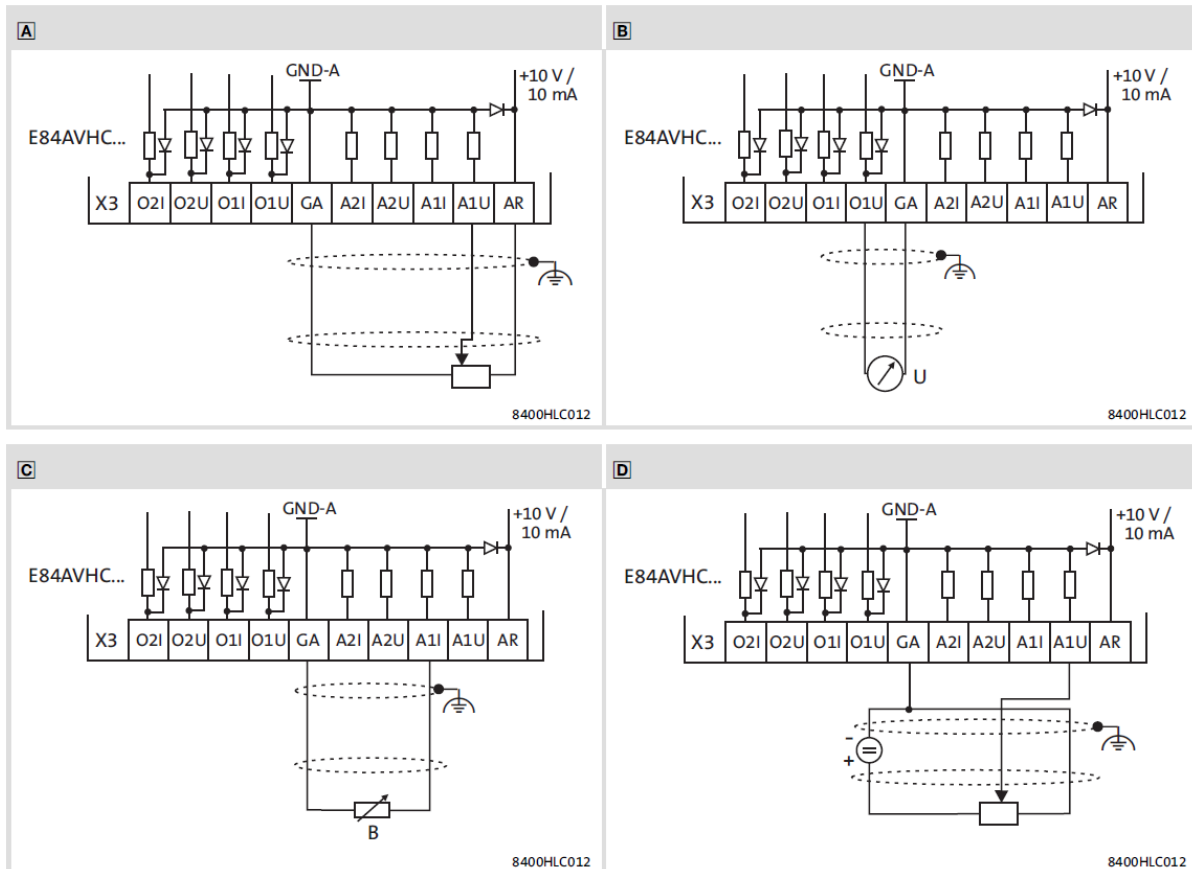 A
GND-A
+10 V /
10 mA
E84AVHC...
X3 O2I O2U O1I O1U GA A2I A2U A1I A1U AR
8400HLC012
B
GND-A
+10 V /
10 mA
E84AVHC...
X3 O2I O2U O1I O1U GA A2I A2U A1I A1U AR
U
8400HLC012
C
GND-A
+10 V /
10 mA
E84AVHC...
X3 O2I O2U O1I O1U GA A2I A2U A1I A1U AR
B
8400HLC012
D
GND-A
+10 V /
10 mA
E84AVHC...
X3 O2I O2U O1I O1U GA A2I A2U A1I A1U AR
-
+
8400HLC012